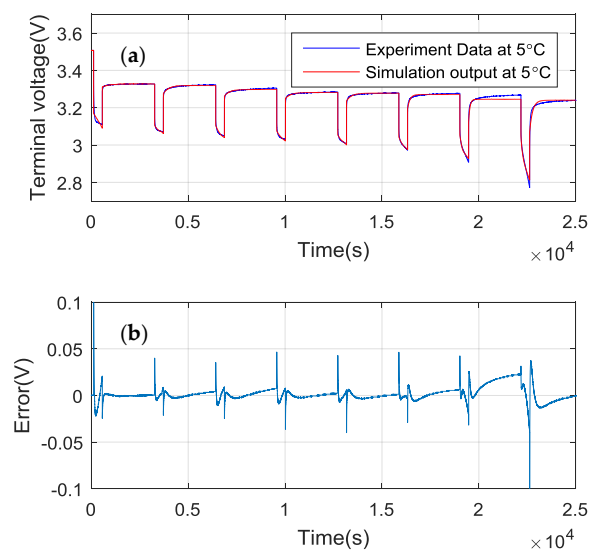 3.6
(a)
Experiment Data at 5°C
3.4
Simulation output at 5°C
3.2
3
2.8
Terminal voltage(V)
0 0.5 1 1.5 2 2.5
Time(s)
× 10^4
0.1
(b)
0.05
0
-0.05
-0.1
Error(V)
0 0.5 1 1.5 2 2.5
Time(s)
× 10^4